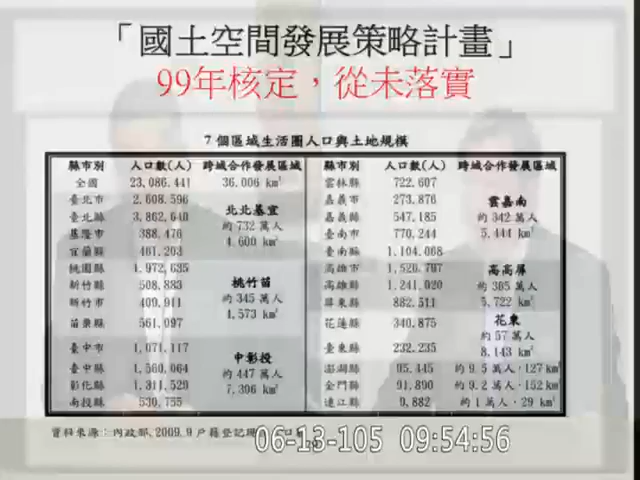 「國土空間發展策略計畫」
99年核定，從未落實
7個區域生活圈人口與土地規模
縣市別 人口數(人) 跨域合作發展區域 縣市別 人口數(人) 跨域合作發展區域
全國 23,086,441 36,006 km² 雲林縣 722,607 雲嘉南 約342萬人 5,444 km²
臺北市 2,608,596 北北基宜 約732萬人 4,600 km² 嘉義市 273,876
臺北縣 3,862,640 嘉義縣 547,185
基隆市 388,476 臺南市 770,244
宜蘭縣 461,203 臺南縣 1,104,068
桃園縣 1,972,635 桃竹苗 約345萬人 4,573 km² 高雄市 1,526,797 高高屏 約365萬人 5,722 km²
新竹縣 508,883 高雄縣 1,241,020
新竹市 409,911 屏東縣 882,511
苗栗縣 561,097 花蓮縣 340,875 花東 約57萬人 8,143 km²
臺中市 1,071,117 中彰投 約447萬人 7,396 km² 臺東縣 232,235
臺中縣 1,560,064 澎湖縣 95,445 約9.5萬人，127km²
彰化縣 1,311,520 金門縣 91,890 約9.2萬人，152km²
南投縣 530,755 連江縣 9,882 約1萬人，29 km²
資料來源：內政部,2009.9戶籍登記
06-13-105 09:54:56